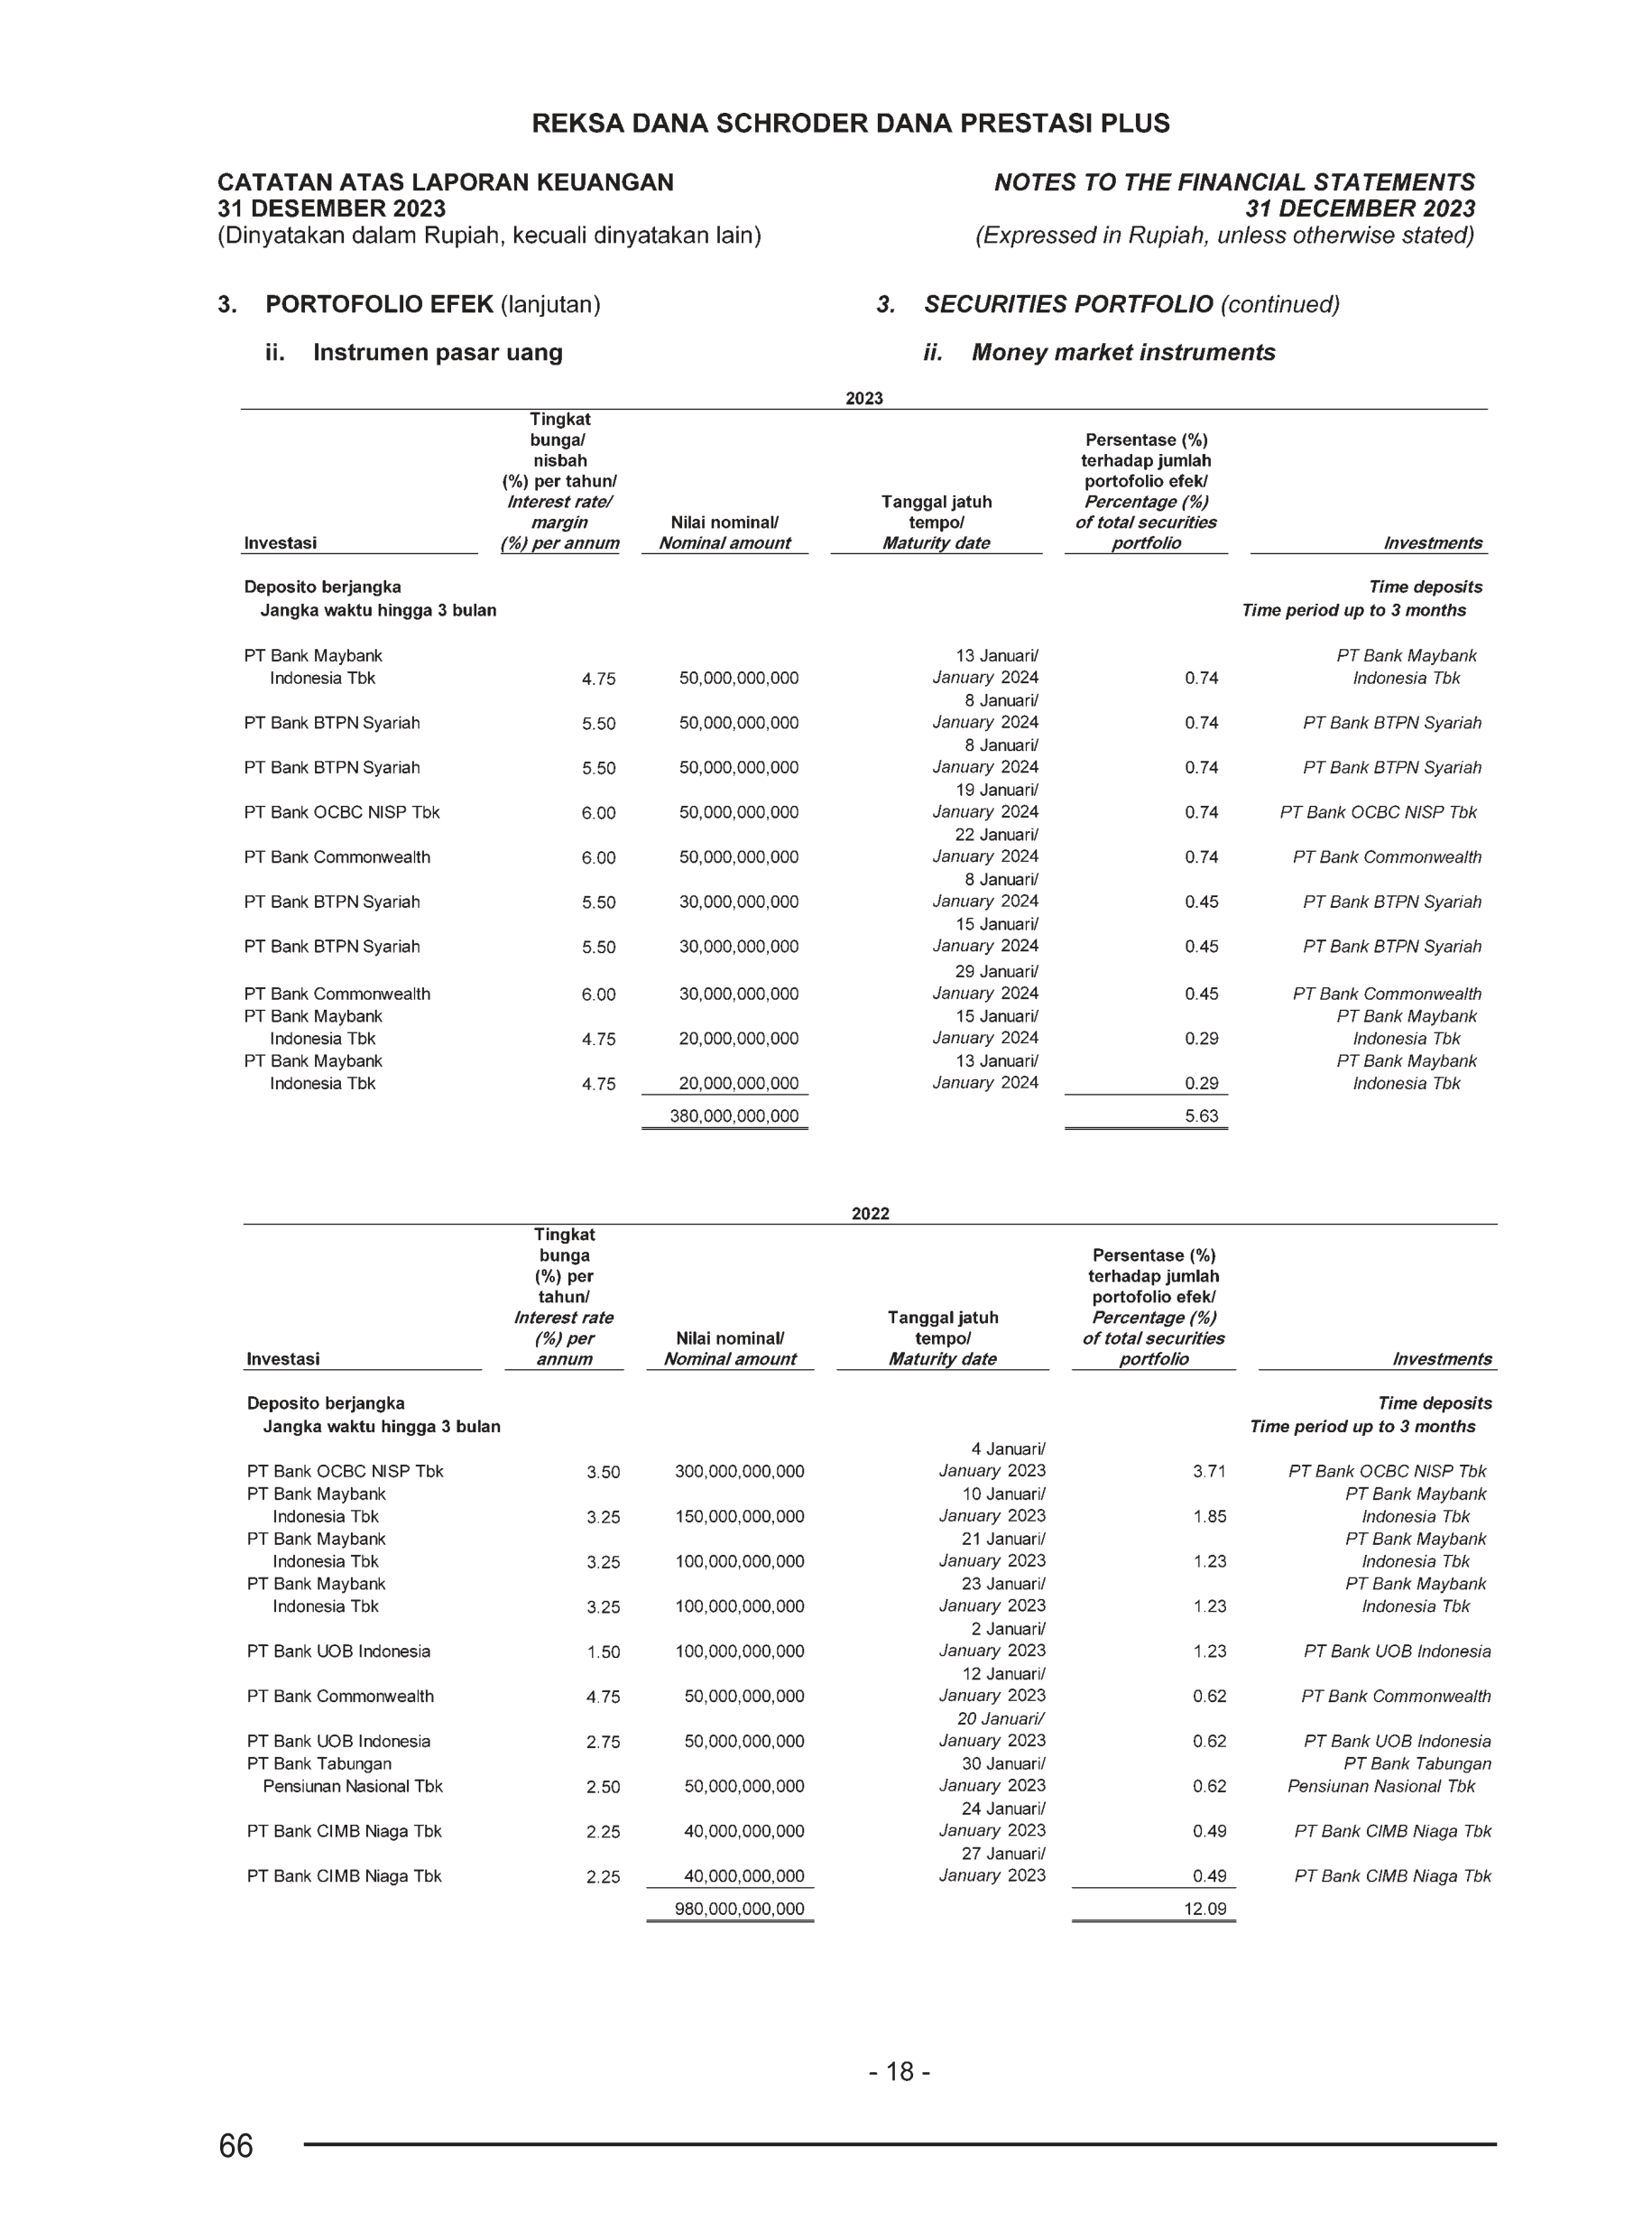 REKSA DANA SCHRODER DANA PRESTASI PLUS
CATATAN ATAS LAPORAN KEUANGAN
31 DESEMBER 2023
(Dinyatakan dalam Rupiah, kecuali dinyatakan lain)
NOTES TO THE FINANCIAL STATEMENTS
31 DECEMBER 2023
(Expressed in Rupiah, unless otherwise stated)
3. PORTOFOLIO EFEK (lanjutan)
3. SECURITIES PORTFOLIO (continued)
ii. Instrumen pasar uang
ii. Money market instruments
2023
Tingkat
bunga/
nisbah
(%) per tahun/
Interest rate/
margin
(%) per annum
Nilai nominal/
Nominal amount
Tanggal jatuh
tempo/
Maturity date
Persentase (%)
terhadap jumlah
portofolio efek/
Percentage (%)
of total securities
portfolio
Investasi
Investments
Deposito berjangka Time deposits
Jangka waktu hingga 3 bulan Time period up to 3 months
PT Bank Maybank 13 Januari/ PT Bank Maybank
Indonesia Tbk 4.75 50,000,000,000 January 2024 0.74 Indonesia Tbk
8 Januari/
PT Bank BTPN Syariah 5.50 50,000,000,000 January 2024 0.74 PT Bank BTPN Syariah
8 Januari/
PT Bank BTPN Syariah 5.50 50,000,000,000 January 2024 0.74 PT Bank BTPN Syariah
19 Januari/
PT Bank OCBC NISP Tbk 6.00 50,000,000,000 January 2024 0.74 PT Bank OCBC NISP Tbk
22 Januari/
PT Bank Commonwealth 6.00 50,000,000,000 January 2024 0.74 PT Bank Commonwealth
8 Januari/
PT Bank BTPN Syariah 5.50 30,000,000,000 January 2024 0.45 PT Bank BTPN Syariah
15 Januari/
PT Bank BTPN Syariah 5.50 30,000,000,000 January 2024 0.45 PT Bank BTPN Syariah
29 Januari/
PT Bank Commonwealth 6.00 30,000,000,000 January 2024 0.45 PT Bank Commonwealth
PT Bank Maybank 15 Januari/ PT Bank Maybank
Indonesia Tbk 4.75 20,000,000,000 January 2024 0.29 Indonesia Tbk
PT Bank Maybank 13 Januari/ PT Bank Maybank
Indonesia Tbk 4.75 20,000,000,000 January 2024 0.29 Indonesia Tbk
380,000,000,000 5.63
2022
Tingkat
bunga
(%) per
tahun/
Interest rate
(%) per
annum
Nilai nominal/
Nominal amount
Tanggal jatuh
tempo/
Maturity date
Persentase (%)
terhadap jumlah
portofolio efek/
Percentage (%)
of total securities
portfolio
Investasi
Investments
Deposito berjangka Time deposits
Jangka waktu hingga 3 bulan Time period up to 3 months
4 Januari/
PT Bank OCBC NISP Tbk 3.50 300,000,000,000 January 2023 3.71 PT Bank OCBC NISP Tbk
PT Bank Maybank 10 Januari/ PT Bank Maybank
Indonesia Tbk 3.25 150,000,000,000 January 2023 1.85 Indonesia Tbk
PT Bank Maybank 21 Januari/ PT Bank Maybank
Indonesia Tbk 3.25 100,000,000,000 January 2023 1.23 Indonesia Tbk
PT Bank Maybank 23 Januari/ PT Bank Maybank
Indonesia Tbk 3.25 100,000,000,000 January 2023 1.23 Indonesia Tbk
2 Januari/
PT Bank UOB Indonesia 1.50 100,000,000,000 January 2023 1.23 PT Bank UOB Indonesia
12 Januari/
PT Bank Commonwealth 4.75 50,000,000,000 January 2023 0.62 PT Bank Commonwealth
20 Januari/
PT Bank UOB Indonesia 2.75 50,000,000,000 January 2023 0.62 PT Bank UOB Indonesia
PT Bank Tabungan 30 Januari/ PT Bank Tabungan
Pensiunan Nasional Tbk 2.50 50,000,000,000 January 2023 0.62 Pensiunan Nasional Tbk
24 Januari/
PT Bank CIMB Niaga Tbk 2.25 40,000,000,000 January 2023 0.49 PT Bank CIMB Niaga Tbk
27 Januari/
PT Bank CIMB Niaga Tbk 2.25 40,000,000,000 January 2023 0.49 PT Bank CIMB Niaga Tbk
980,000,000,000 12.09
- 18 -
66